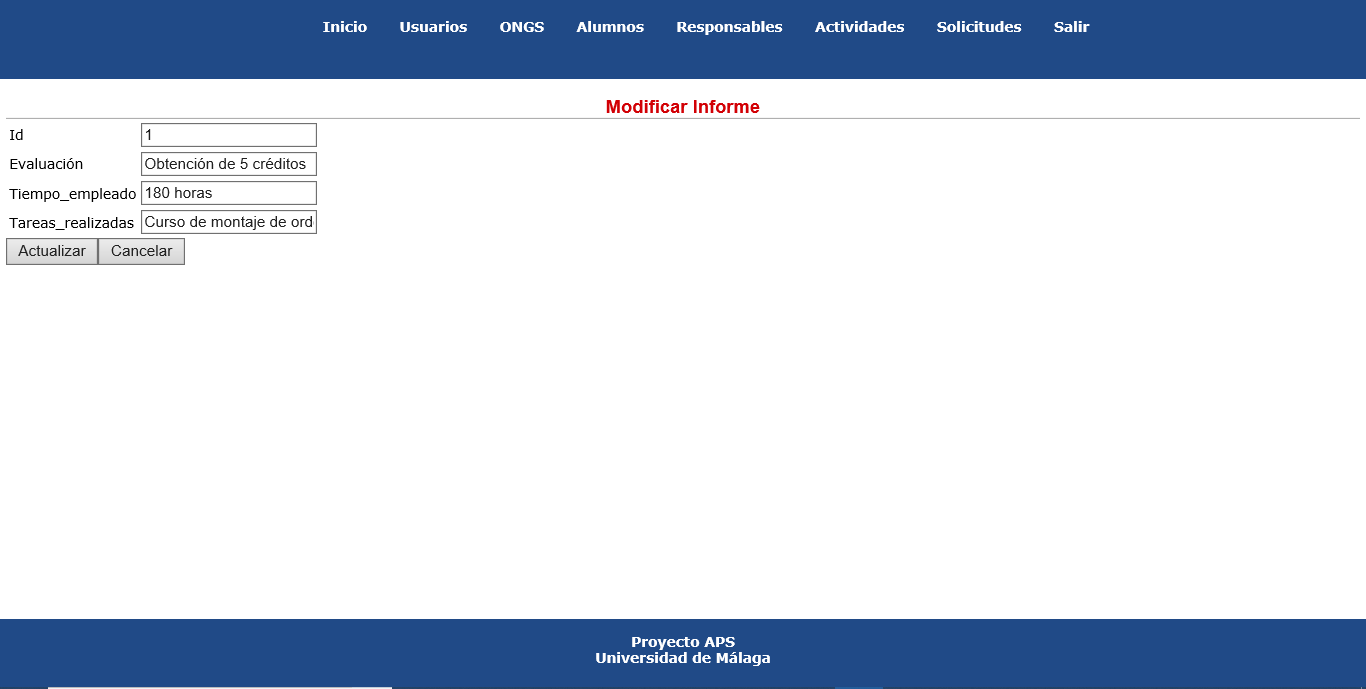 Inicio Usuarios ONGS Alumnos Responsables Actividades Solicitudes Salir
Modificar Informe
Id 1
Evaluación Obtención de 5 créditos
Tiempo_empleado 180 horas
Tareas_realizadas Curso de montaje de ord
Actualizar Cancelar
Proyecto APS
Universidad de Málaga